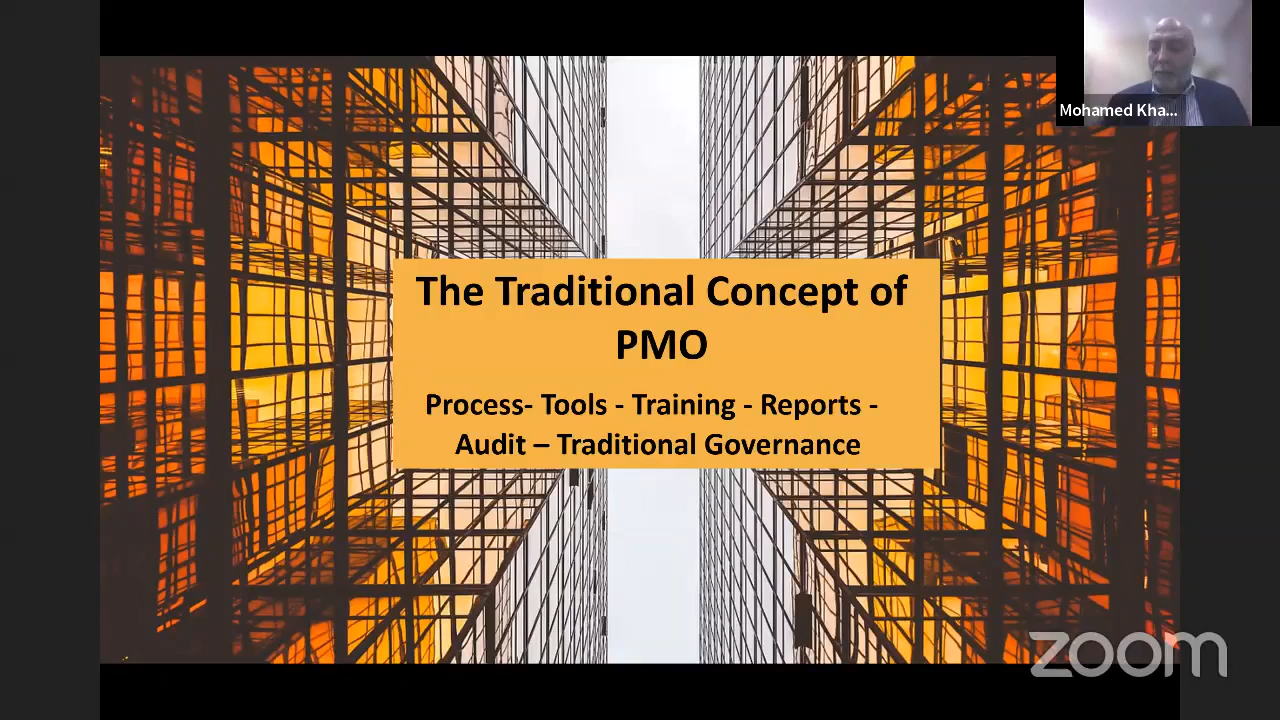 Mohamed Kha...
The Traditional Concept of
PMO
Process- Tools - Training - Reports -
Audit – Traditional Governance
zoom